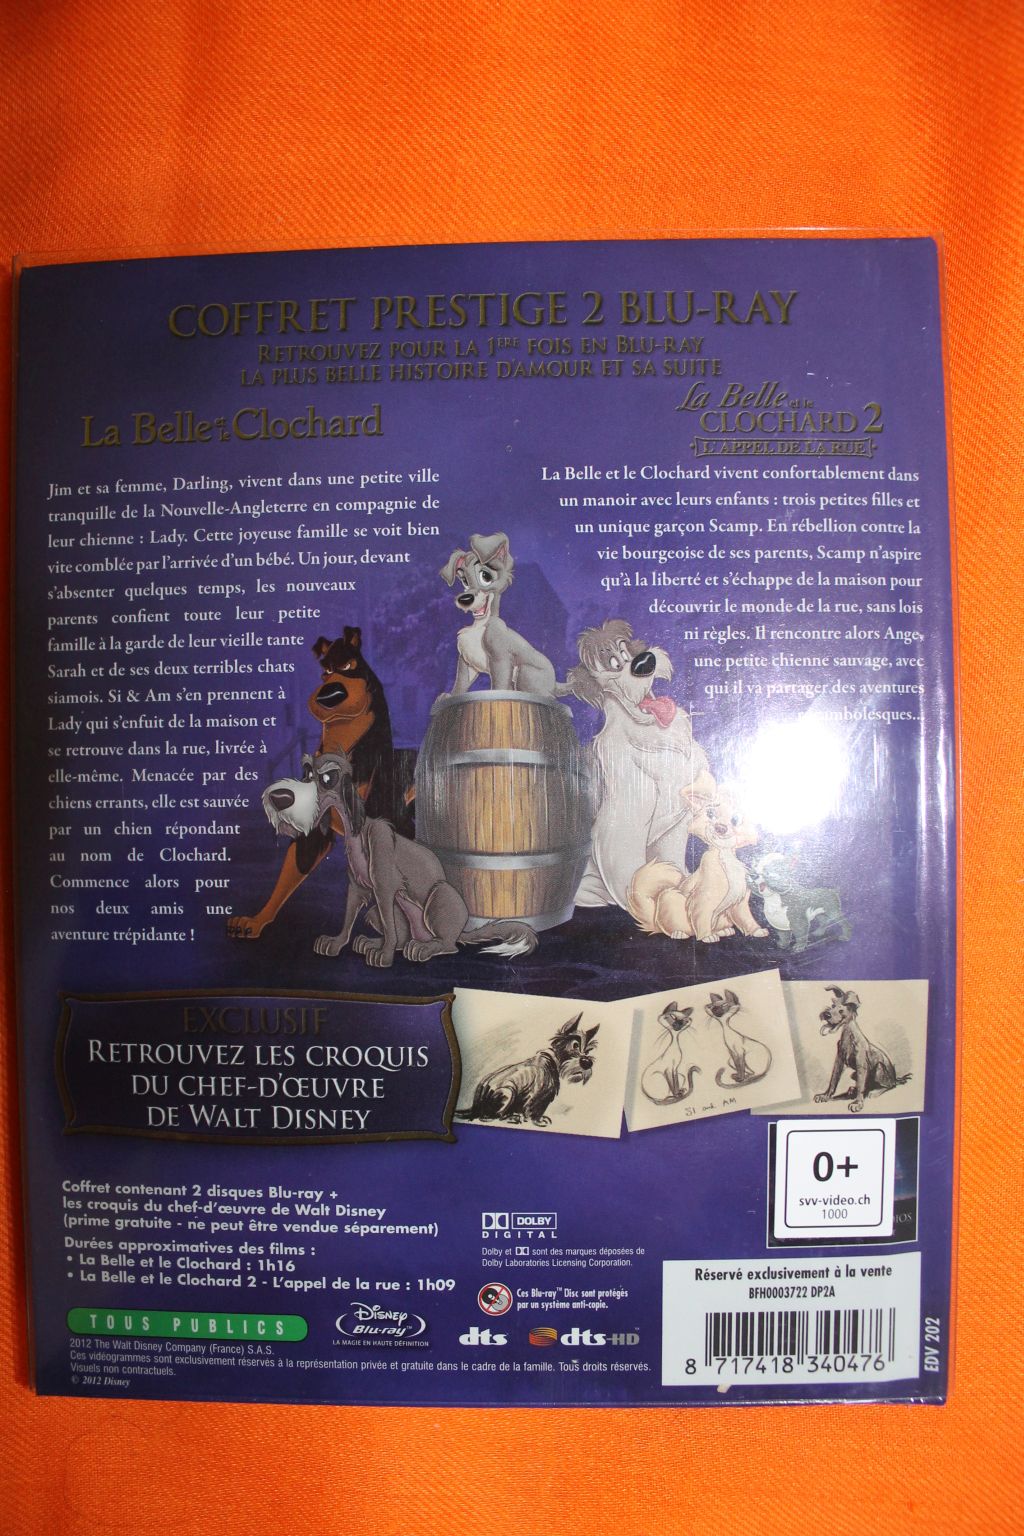 COFFRET PRESTIGE 2 BLU-RAY
RETROUVEZ POUR LA 1ÈRE FOIS EN BLU-RAY
LA PLUS BELLE HISTOIRE D'AMOUR ET SA SUITE
La Belle et le Clochard
Jim et sa femme, Darling, vivent dans une petite ville
tranquille de la Nouvelle-Angleterre en compagnie de
leur chienne : Lady. Cette joyeuse famille se voit bien
vite comblée par l'arrivée d'un bébé. Un jour, devant
s'absenter quelques temps, les nouveaux
parents confient toute leur petite
famille à la garde de leur vieille tante
Sarah et de ses deux terribles chats
siamois. Si & Am s'en prennent à
Lady qui s'enfuit de la maison et
se retrouve dans la rue, livrée à
elle-même. Menacée par des
chiens errants, elle est sauvée
par un chien répondant
au nom de Clochard.
Commence alors pour
nos deux amis une
aventure trépidante !
La Belle et le
CLOCHARD 2
L'APPEL DE LA RUE
La Belle et le Clochard vivent confortablement dans
un manoir avec leurs enfants : trois petites filles et
un unique garçon Scamp. En rébellion contre la
vie bourgeoise de ses parents, Scamp n'aspire
qu'à la liberté et s'échappe de la maison pour
découvrir le monde de la rue, sans lois
ni règles. Il rencontre alors Ange,
une petite chienne sauvage, avec
qui il va partager des aventures
EXCLUSIF
RETROUVEZ LES CROQUIS
DU CHEF-D'ŒUVRE
DE WALT DISNEY
SI and AM
Coffret contenant 2 disques Blu-ray +
les croquis du chef-d'œuvre de Walt Disney
(prime gratuite - ne peut être vendue séparement)
Durées approximatives des films :
• La Belle et le Clochard : 1h16
• La Belle et le Clochard 2 - L'appel de la rue : 1h09
TOUS PUBLICS
2012 The Walt Disney Company (France) S.A.S.
Ces vidéogrammes sont exclusivement réservés à la représentation privée et gratuite dans le cadre de la famille. Tous droits réservés.
Visuels non contractuels.
© 2012 Disney
Disney
Blu-ray™
LA MAGIE EN HAUTE DÉFINITION
DOLBY
DIGITAL
Dolby et DD sont des marques déposées de
Dolby Laboratories Licensing Corporation.
Ces Blu-ray™ Disc sont protégés
par un système anti-copie.
dts
dts-HD™
0+
svv-video.ch
1000
Réservé exclusivement à la vente
BFH0003722 DP2A
8 717418 340476
EDV 202